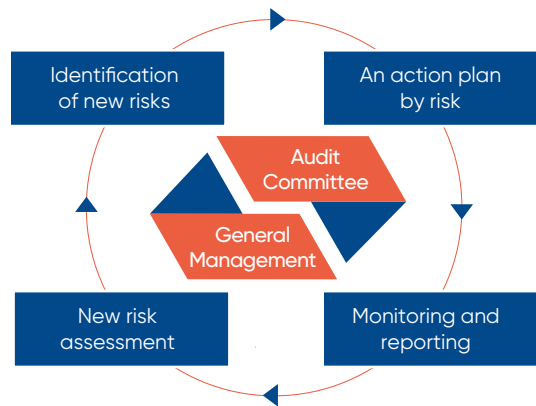 Identification
of new risks
An action plan
by risk
Audit
Committee
General
Management
New risk
assessment
Monitoring and
reporting